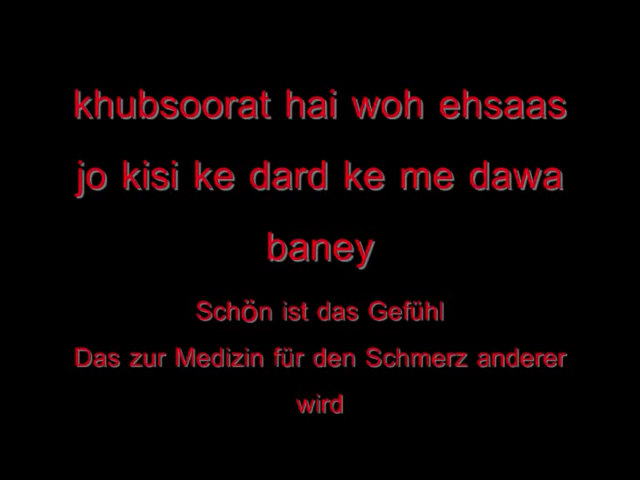 khubsoorat hai woh ehsaas
jo kisi ke dard ke me dawa
baney
Schön ist das Gefühl
Das zur Medizin für den Schmerz anderer
wird